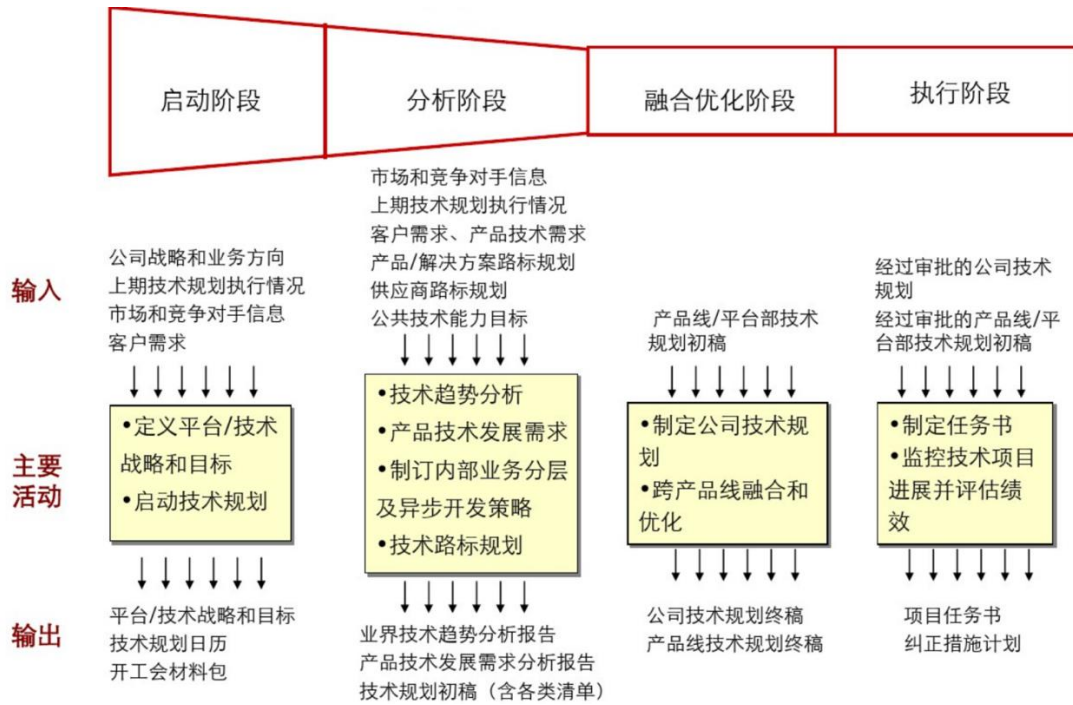 启动阶段
分析阶段
融合优化阶段
执行阶段
输入
公司战略和业务方向
上期技术规划执行情况
市场和竞争对手信息
客户需求
市场和竞争对手信息
上期技术规划执行情况
客户需求、产品技术需求
产品/解决方案路标规划
供应商路标规划
公共技术能力目标
产品线/平台部技术
规划初稿
经过审批的公司技术
规划
经过审批的产品线/平
台部技术规划初稿
主要
活动
•定义平台/技术
战略和目标
•启动技术规划
•技术趋势分析
•产品技术发展需求
•制订内部业务分层
及异步开发策略
•技术路标规划
•制定公司技术规
划
•跨产品线融合和
优化
•制定任务书
•监控技术项目
进展并评估绩
效
输出
平台/技术战略和目标
技术规划日历
开工会材料包
业界技术趋势分析报告
产品技术发展需求分析报告
技术规划初稿（含各类清单）
公司技术规划终稿
产品线技术规划终稿
项目任务书
纠正措施计划